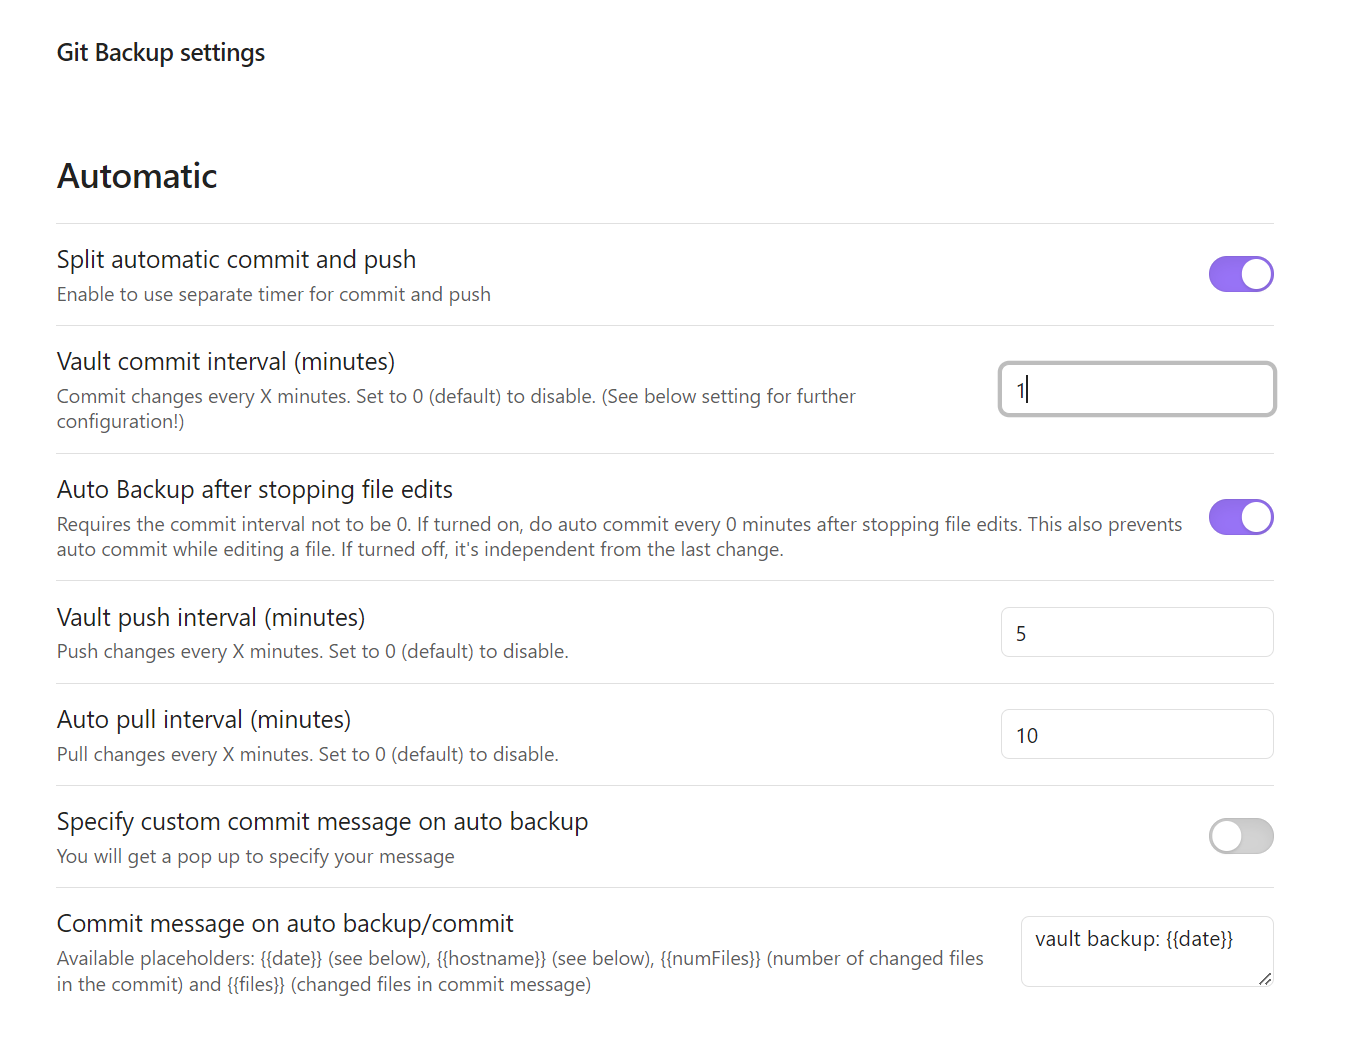 Git Backup settings
Automatic
Split automatic commit and push
Enable to use separate timer for commit and push
Vault commit interval (minutes)
Commit changes every X minutes. Set to 0 (default) to disable. (See below setting for further
configuration!)
1
Auto Backup after stopping file edits
Requires the commit interval not to be 0. If turned on, do auto commit every 0 minutes after stopping file edits. This also prevents
auto commit while editing a file. If turned off, it's independent from the last change.
Vault push interval (minutes)
Push changes every X minutes. Set to 0 (default) to disable.
5
Auto pull interval (minutes)
Pull changes every X minutes. Set to 0 (default) to disable.
10
Specify custom commit message on auto backup
You will get a pop up to specify your message
Commit message on auto backup/commit
Available placeholders: {{date}} (see below), {{hostname}} (see below), {{numFiles}} (number of changed files
in the commit) and {{files}} (changed files in commit message)
vault backup: {{date}}